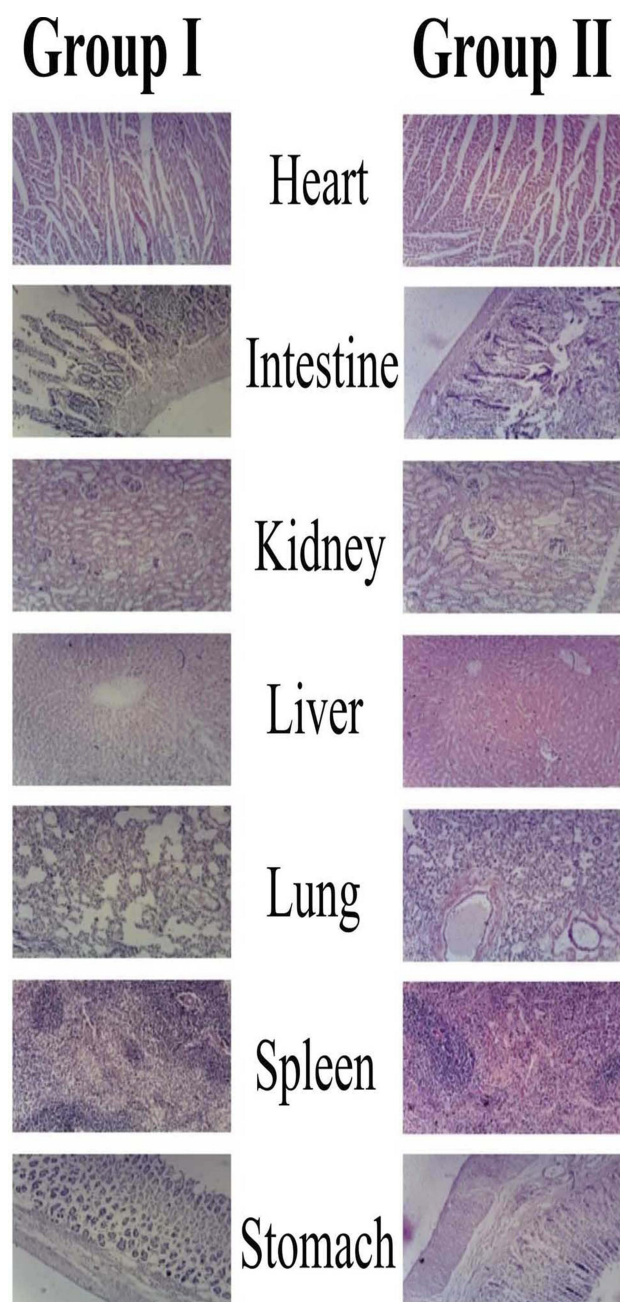 Group I
Group II
Heart
Intestine
Kidney
Liver
Lung
Spleen
Stomach